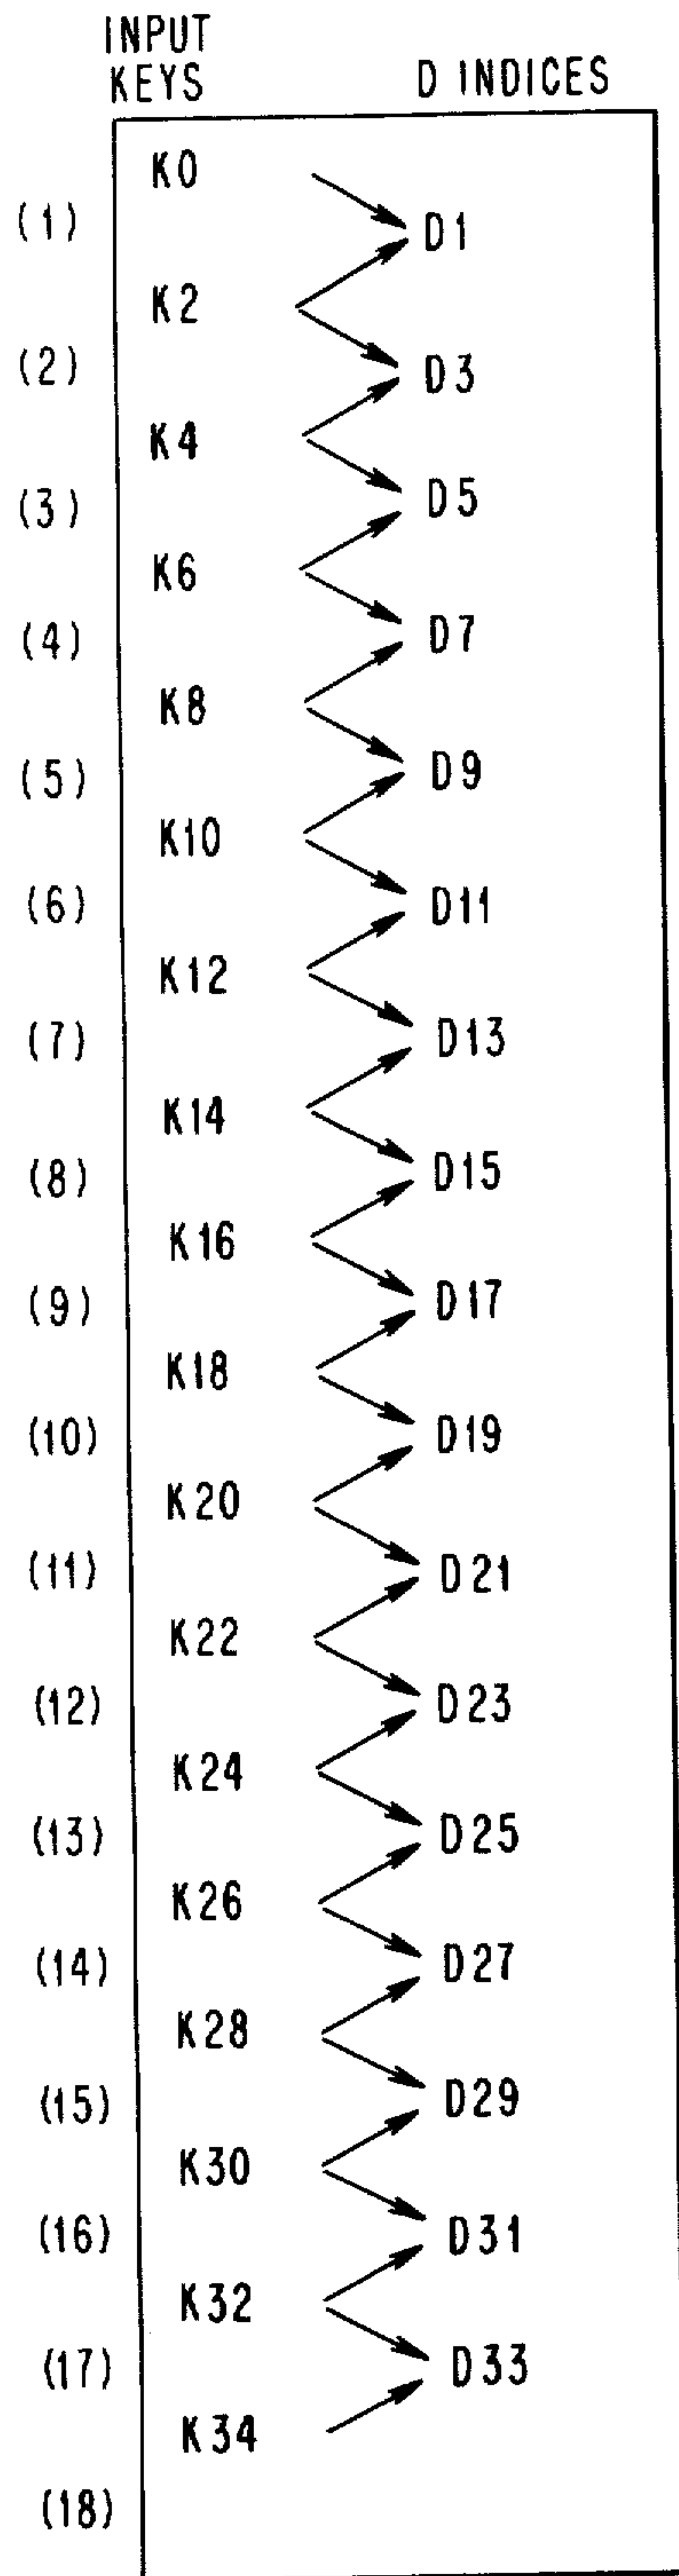 INPUT
KEYS D INDICES
K0
(1) D1
K2
(2) D3
K4
(3) D5
K6
(4) D7
K8
(5) D9
K10
(6) D11
K12
(7) D13
K14
(8) D15
K16
(9) D17
K18
(10) D19
K20
(11) D21
K22
(12) D23
K24
(13) D25
K26
(14) D27
K28
(15) D29
K30
(16) D31
K32
(17) D33
K34
(18)